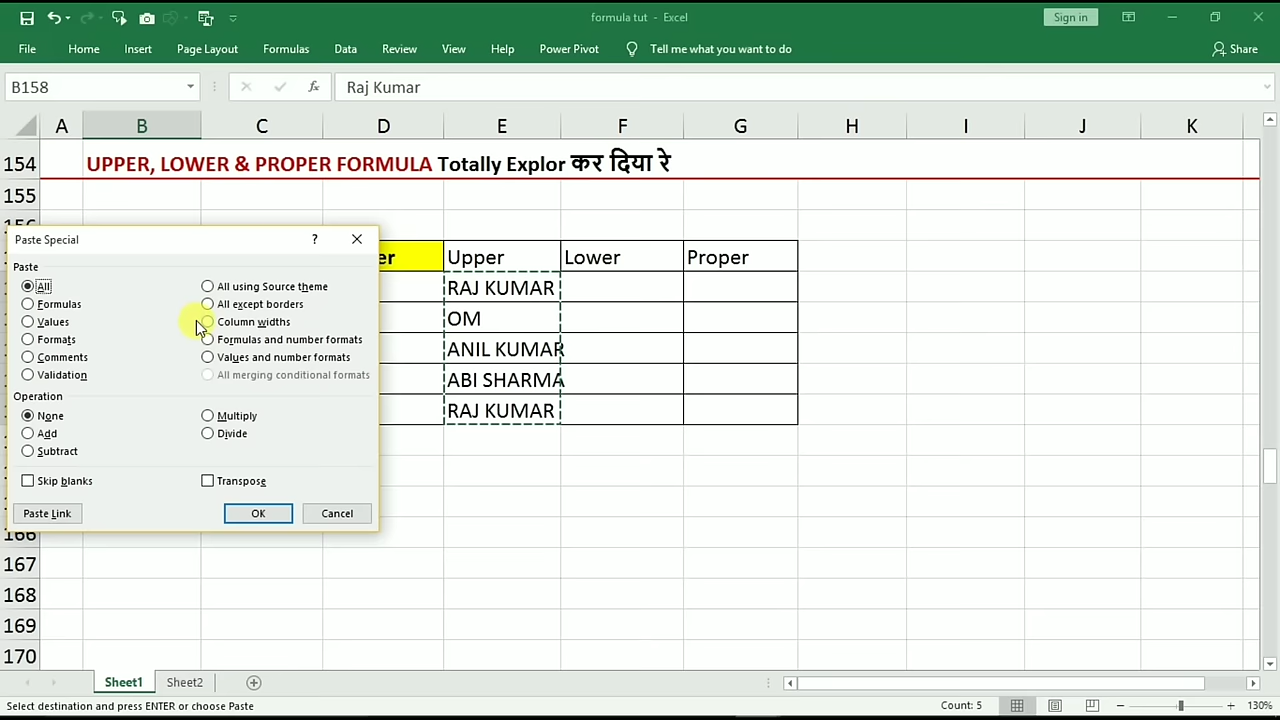 formula tut - Excel
Sign in
File Home Insert Page Layout Formulas Data Review View Help Power Pivot Tell me what you want to do Share
B158 fx Raj Kumar
A B C D E F G H I J K
154 UPPER, LOWER & PROPER FORMULA Totally Explor कर दिया रे
155
Paste Special ?
er Upper Lower Proper
Paste
All All using Source theme RAJ KUMAR
Formulas All except borders
Values Column widths OM
Formats Formulas and number formats ANIL KUMAR
Comments Values and number formats
Validation All merging conditional formats ABI SHARMA
Operation
None Multiply RAJ KUMAR
Add Divide
Subtract
Skip blanks Transpose
Paste Link OK Cancel
166
167
168
169
170
Sheet1 Sheet2
Select destination and press ENTER or choose Paste Count: 5 130%